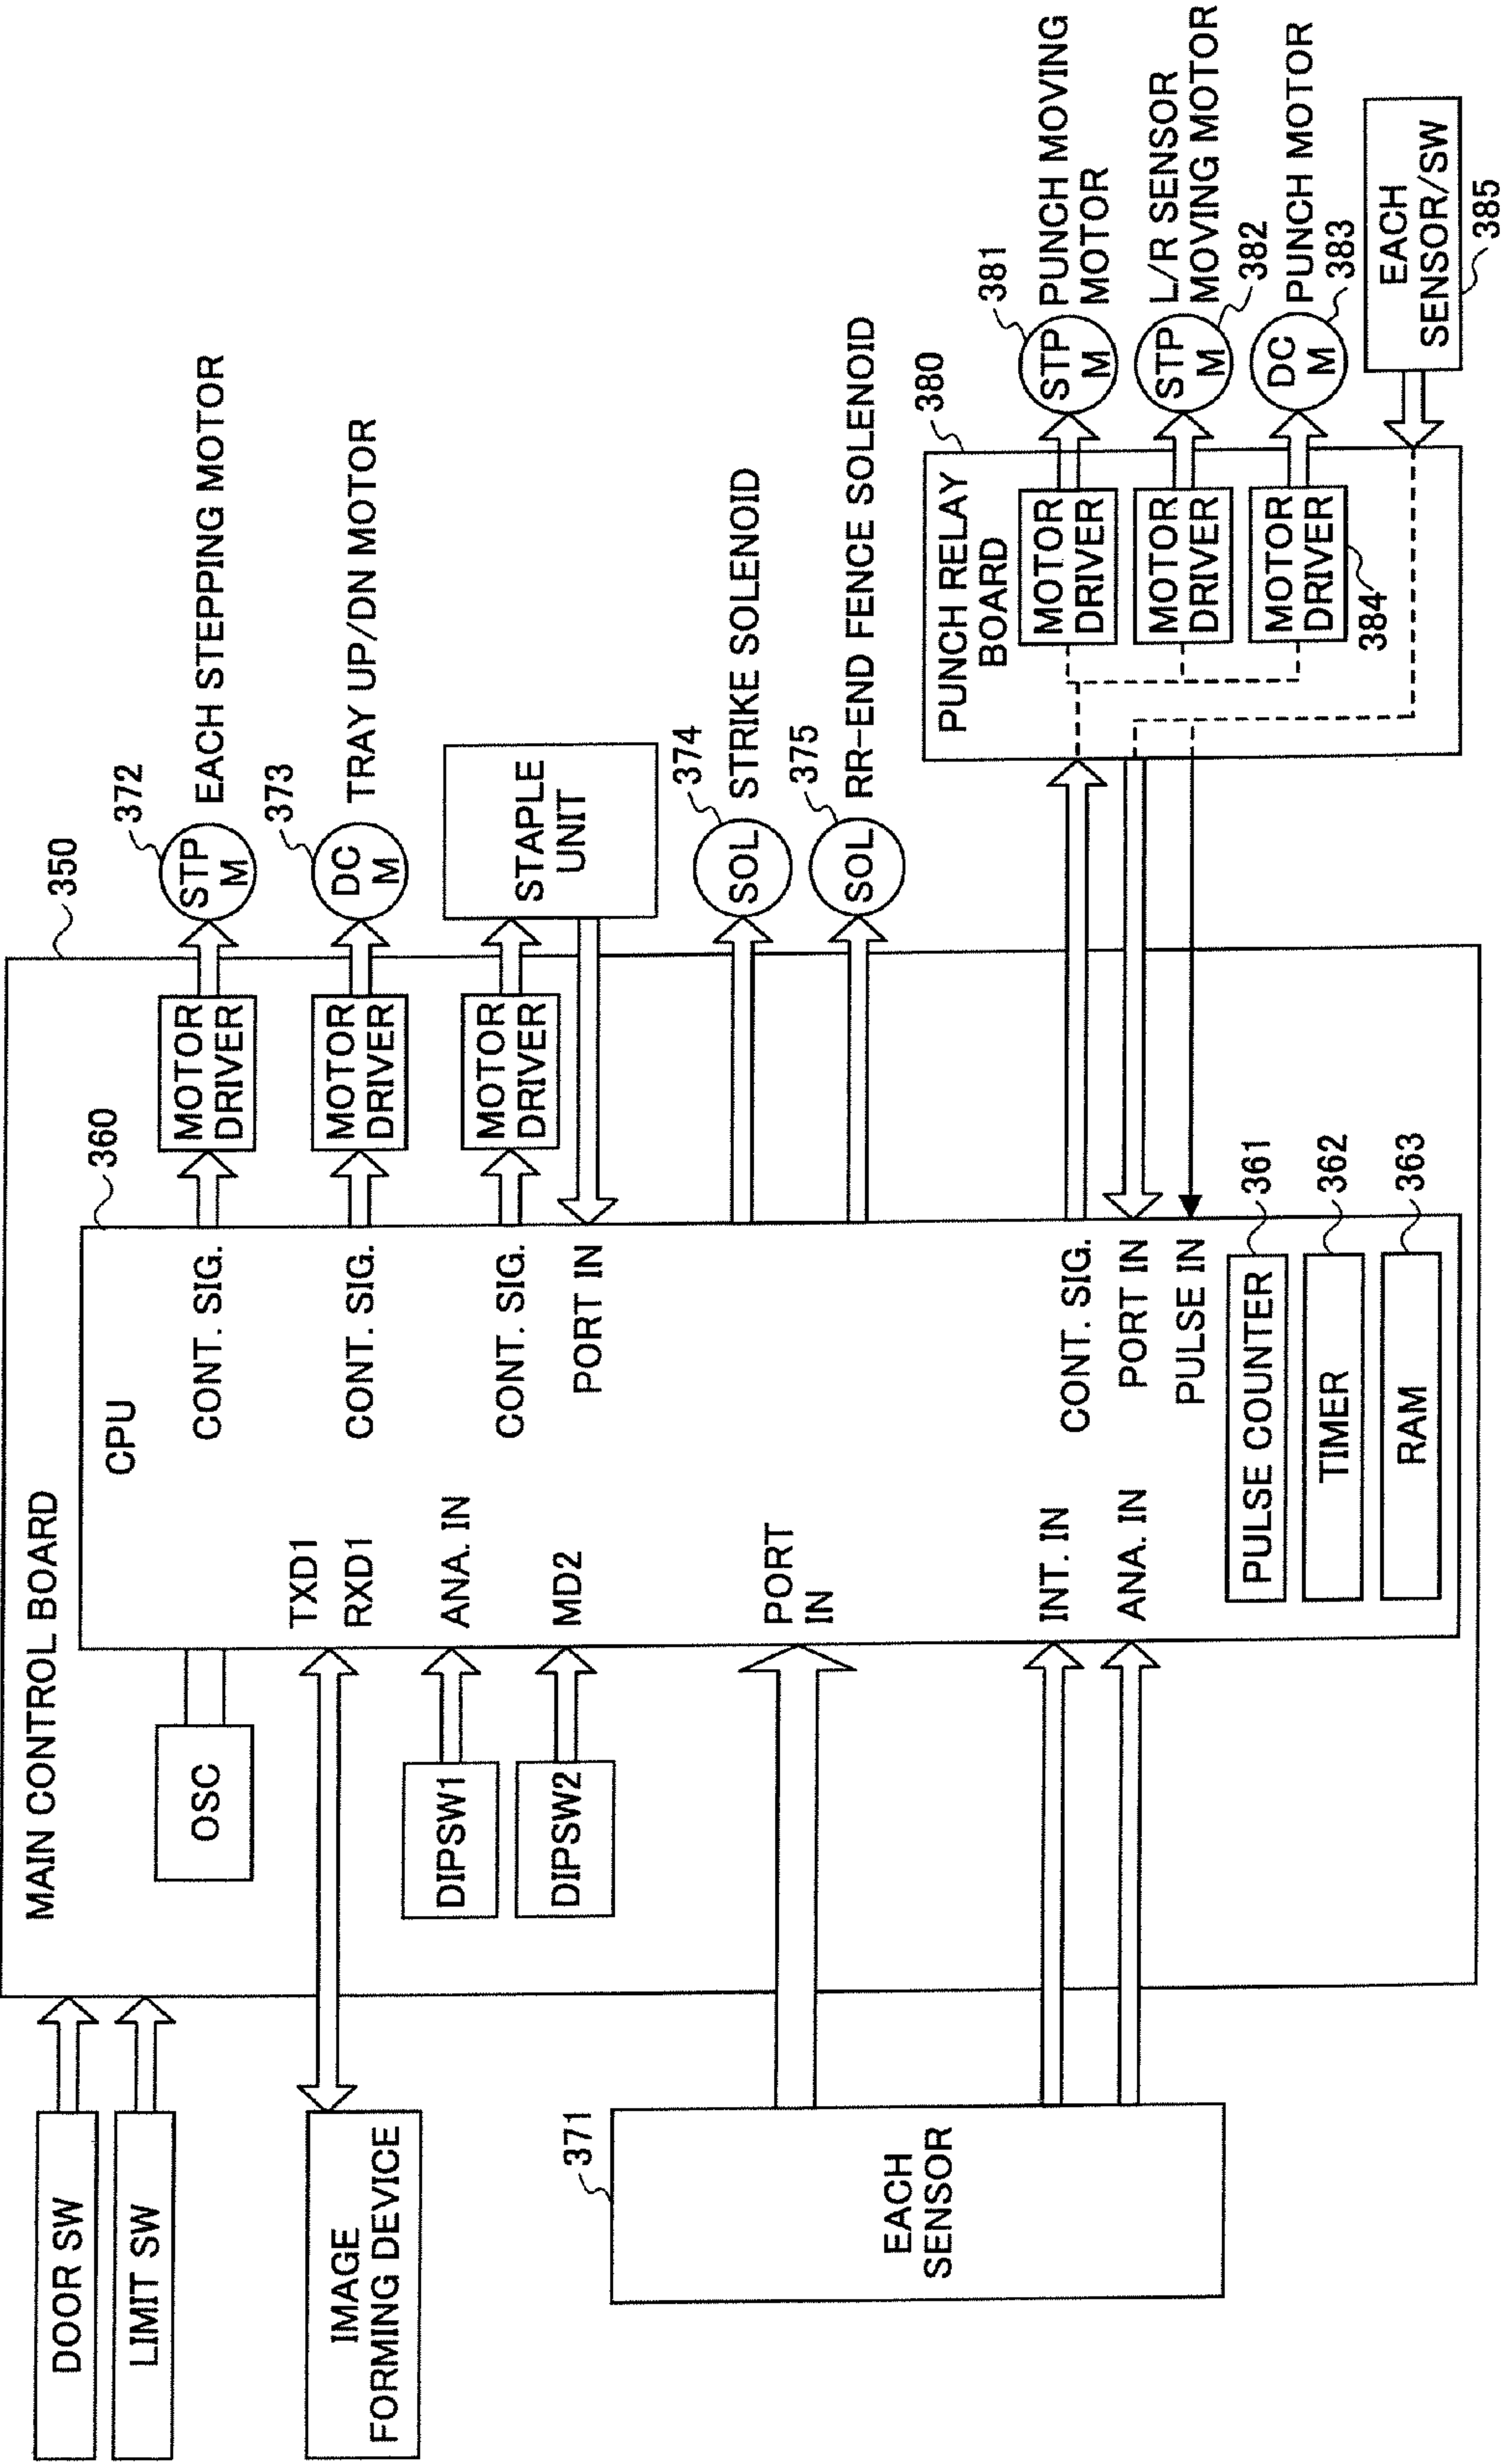 MAIN CONTROL BOARD
350
CPU
360
DOOR SW
LIMIT SW
OSC
IMAGE
FORMING DEVICE
TXD1
RXD1
DIPSW1
ANA. IN
DIPSW2
MD2
371
EACH
SENSOR
PORT
IN
INT. IN
ANA. IN
CONT. SIG.
MOTOR
DRIVER
STP
M
372
EACH STEPPING MOTOR
CONT. SIG.
MOTOR
DRIVER
DC
M
373
TRAY UP/DN MOTOR
CONT. SIG.
PORT IN
MOTOR
DRIVER
STAPLE
UNIT
SOL
374
STRIKE SOLENOID
SOL
375
RR-END FENCE SOLENOID
CONT. SIG.
PORT IN
PULSE IN
PULSE COUNTER
361
TIMER
362
RAM
363
PUNCH RELAY
BOARD
380
MOTOR
DRIVER
STP
M
381
PUNCH MOVING
MOTOR
MOTOR
DRIVER
STP
M
382
L/R SENSOR
MOVING MOTOR
MOTOR
DRIVER
384
DC
M
383
PUNCH MOTOR
EACH
SENSOR/SW
385